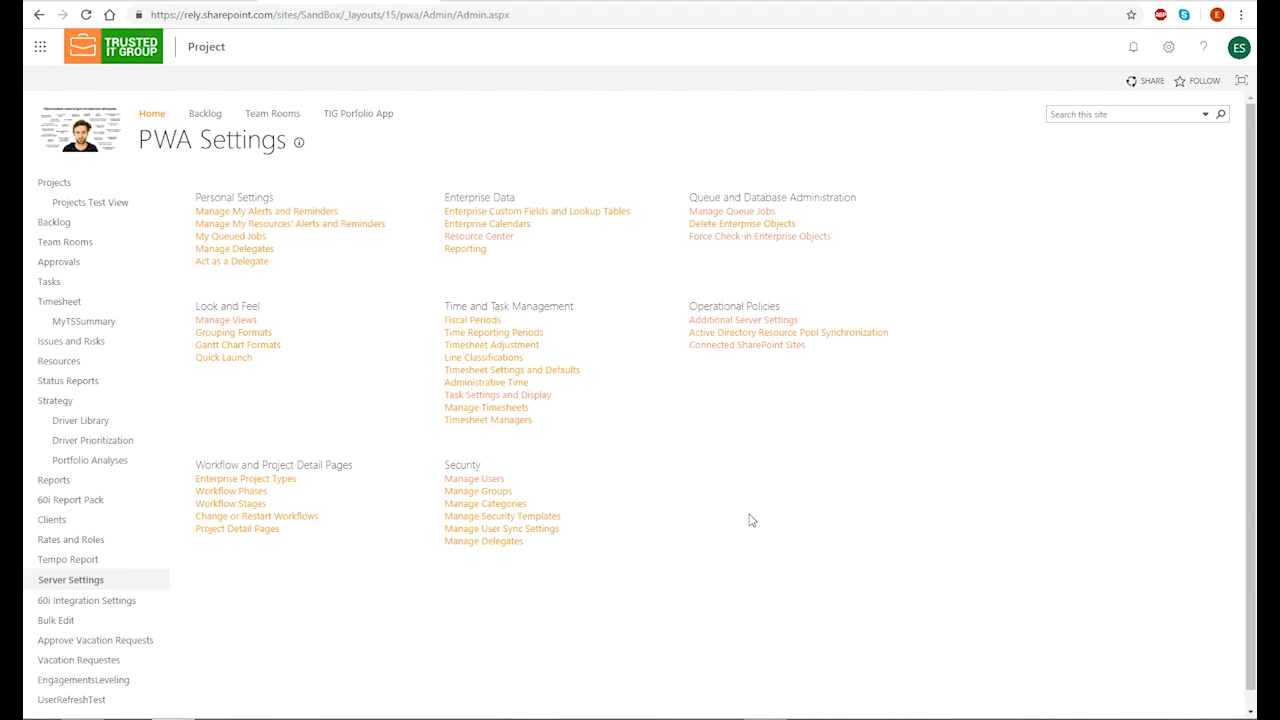 https://rely.sharepoint.com/sites/SandBox/_layouts/15/pwa/Admin/Admin.aspx
ABP
E
TRUSTED
IT GROUP
Project
?
ES
SHARE
FOLLOW
Home
Backlog
Team Rooms
TIG Porfolio App
Search this site
PWA Settings
Projects
Projects Test View
Backlog
Team Rooms
Approvals
Tasks
Timesheet
MyTSSummary
Issues and Risks
Resources
Status Reports
Strategy
Driver Library
Driver Prioritization
Portfolio Analyses
Reports
60i Report Pack
Clients
Rates and Roles
Tempo Report
Server Settings
60i Integration Settings
Bulk Edit
Approve Vacation Requests
Vacation Requestes
EngagementsLeveling
UserRefreshTest
Personal Settings
Manage My Alerts and Reminders
Manage My Resources' Alerts and Reminders
My Queued Jobs
Manage Delegates
Act as a Delegate
Enterprise Data
Enterprise Custom Fields and Lookup Tables
Enterprise Calendars
Resource Center
Reporting
Queue and Database Administration
Manage Queue Jobs
Delete Enterprise Objects
Force Check-in Enterprise Objects
Look and Feel
Manage Views
Grouping Formats
Gantt Chart Formats
Quick Launch
Time and Task Management
Fiscal Periods
Time Reporting Periods
Timesheet Adjustment
Line Classifications
Timesheet Settings and Defaults
Administrative Time
Task Settings and Display
Manage Timesheets
Timesheet Managers
Operational Policies
Additional Server Settings
Active Directory Resource Pool Synchronization
Connected SharePoint Sites
Workflow and Project Detail Pages
Enterprise Project Types
Workflow Phases
Workflow Stages
Change or Restart Workflows
Project Detail Pages
Security
Manage Users
Manage Groups
Manage Categories
Manage Security Templates
Manage User Sync Settings
Manage Delegates